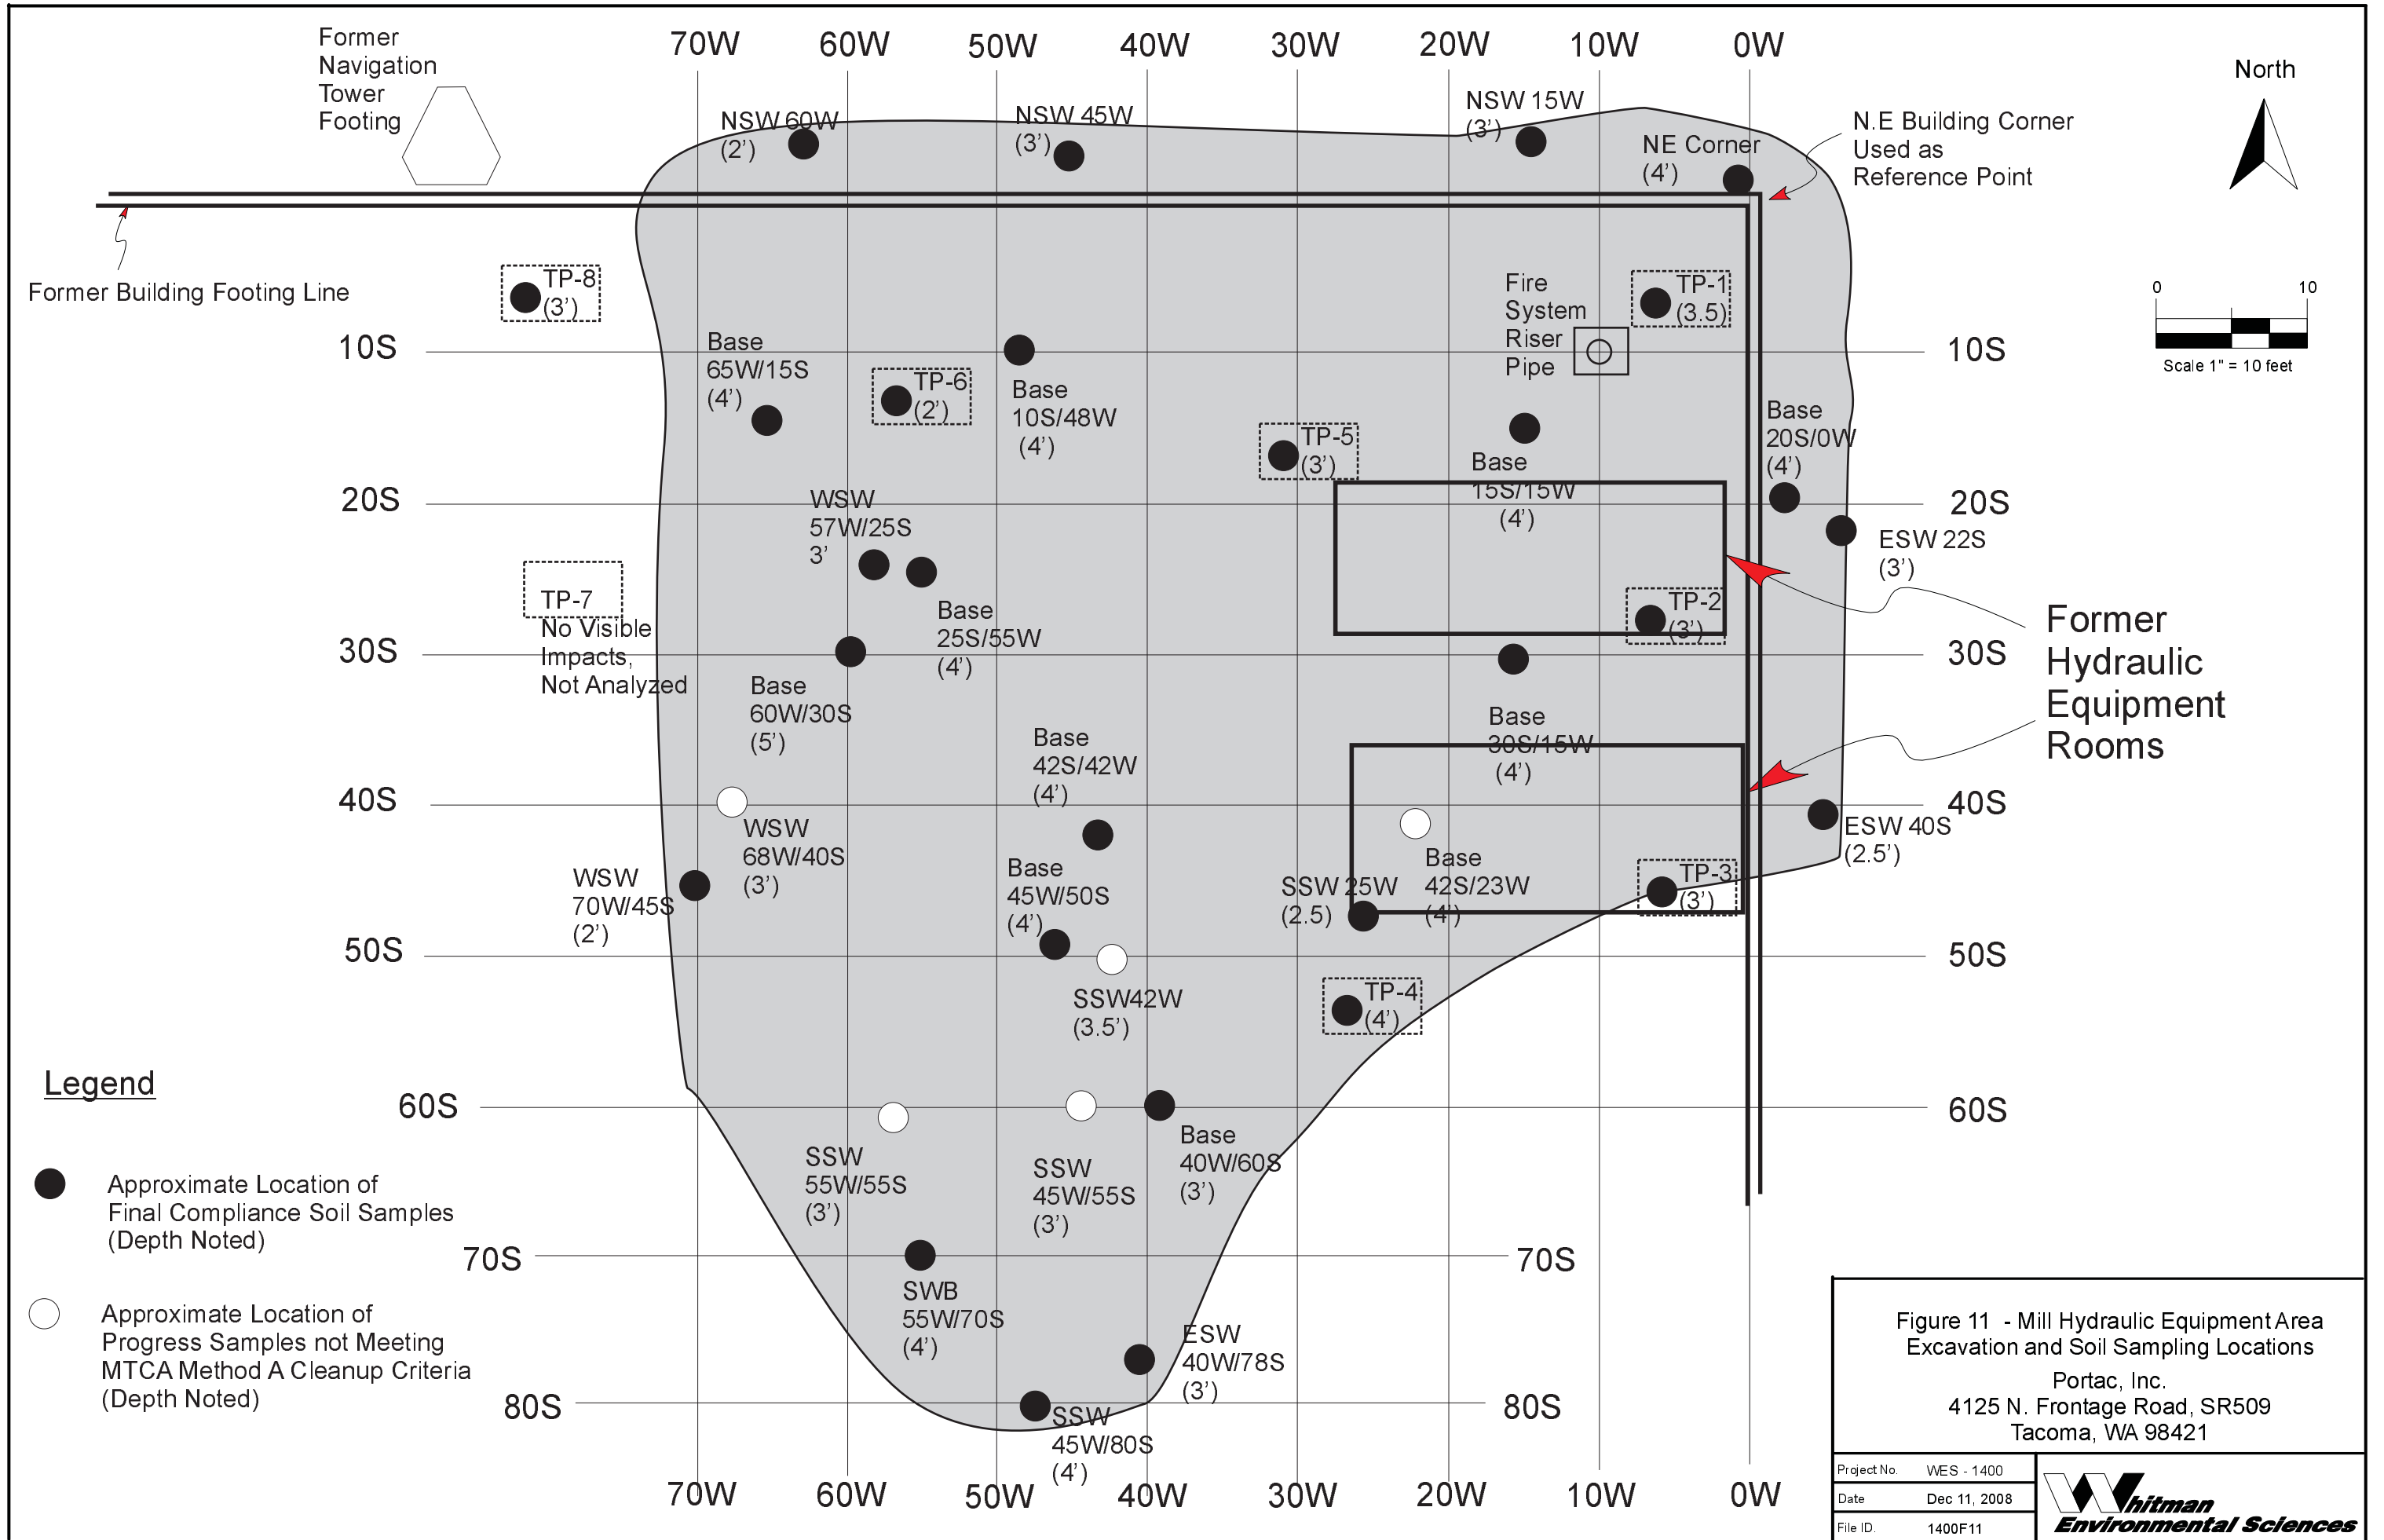 Former
Navigation
Tower
Footing
70W
60W
50W
40W
30W
20W
10W
0W
North
NSW 60W
(2’)
NSW 45W
(3’)
NSW 15W
(3’)
NE Corner
(4’)
N.E Building Corner
Used as
Reference Point
Former Building Footing Line
TP-8
(3’)
Fire
System
Riser
Pipe
TP-1
(3.5)
0
10
Scale 1" = 10 feet
10S
10S
Base
65W/15S
(4’)
TP-6
(2’)
Base
10S/48W
(4’)
TP-5
(3’)
Base
15S/15W
(4’)
Base
20S/0W
(4’)
20S
20S
WSW
57W/25S
3’
Base
25S/55W
(4’)
ESW 22S
(3’)
TP-7
No Visible
Impacts,
Not Analyzed
TP-2
(3’)
Former
Hydraulic
Equipment
Rooms
30S
30S
Base
60W/30S
(5’)
Base
30S/15W
(4’)
Base
42S/42W
(4’)
40S
40S
WSW
68W/40S
(3’)
ESW 40S
(2.5’)
WSW
70W/45S
(2’)
Base
45W/50S
(4’)
SSW 25W
(2.5)
Base
42S/23W
(4’)
TP-3
(3’)
50S
50S
SSW42W
(3.5’)
TP-4
(4’)
60S
60S
SSW
55W/55S
(3’)
SSW
45W/55S
(3’)
Base
40W/60S
(3’)
70S
70S
SWB
55W/70S
(4’)
ESW
40W/78S
(3’)
80S
80S
SSW
45W/80S
(4’)
70W
60W
50W
40W
30W
20W
10W
0W
Legend
Approximate Location of
Final Compliance Soil Samples
(Depth Noted)
Approximate Location of
Progress Samples not Meeting
MTCA Method A Cleanup Criteria
(Depth Noted)
Figure 11 - Mill Hydraulic Equipment Area
Excavation and Soil Sampling Locations
Portac, Inc.
4125 N. Frontage Road, SR509
Tacoma, WA 98421
Project No. WES - 1400
Date Dec 11, 2008
File ID. 1400F11
Whitman
Environmental Sciences